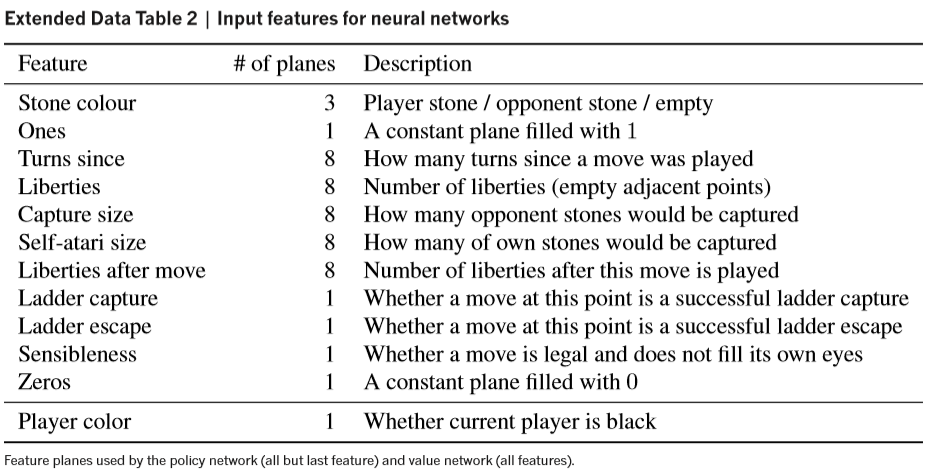 Extended Data Table 2 | Input features for neural networks
Feature # of planes Description
Stone colour 3 Player stone / opponent stone / empty
Ones 1 A constant plane filled with 1
Turns since 8 How many turns since a move was played
Liberties 8 Number of liberties (empty adjacent points)
Capture size 8 How many opponent stones would be captured
Self-atari size 8 How many of own stones would be captured
Liberties after move 8 Number of liberties after this move is played
Ladder capture 1 Whether a move at this point is a successful ladder capture
Ladder escape 1 Whether a move at this point is a successful ladder escape
Sensibleness 1 Whether a move is legal and does not fill its own eyes
Zeros 1 A constant plane filled with 0
Player color 1 Whether current player is black
Feature planes used by the policy network (all but last feature) and value network (all features).